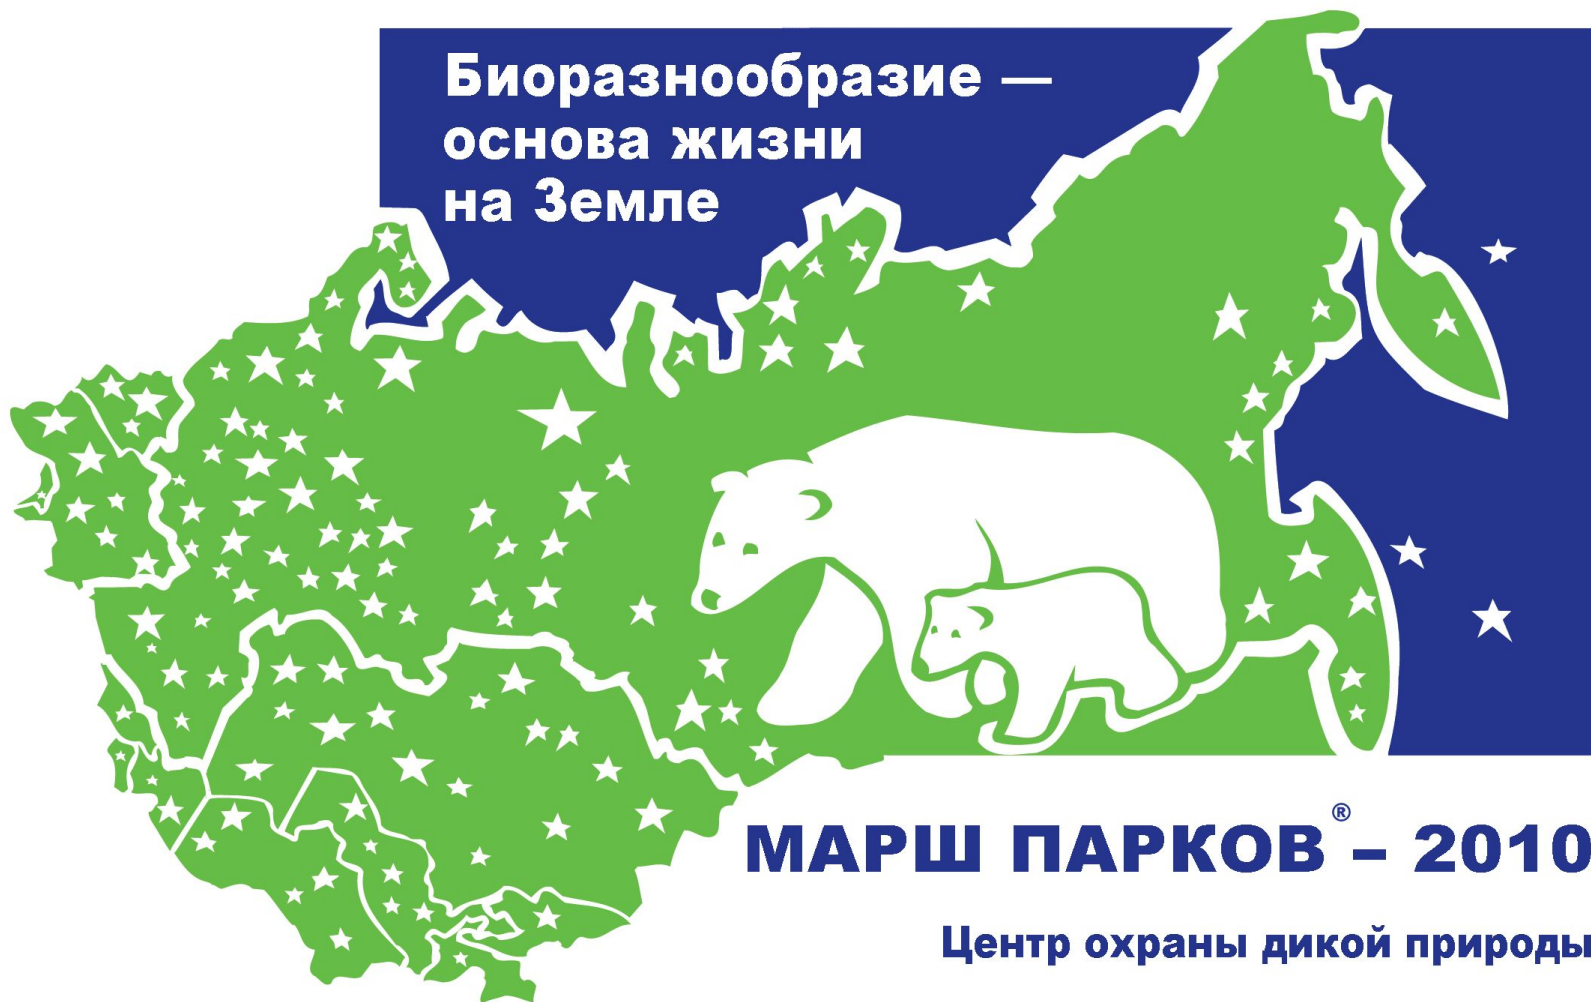 Биоразнообразие —
основа жизни
на Земле
МАРШ ПАРКОВ® – 2010
Центр охраны дикой природы